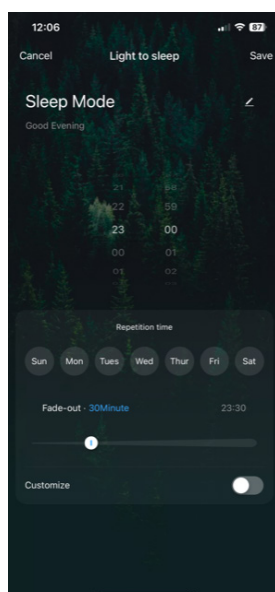 12:06
87
Cancel Light to sleep Save
Sleep Mode
Good Evening
21 58
22 59
23 00
00 01
01 02
Repetition time
Sun Mon Tues Wed Thur Fri Sat
Fade-out · 30Minute 23:30
Customize